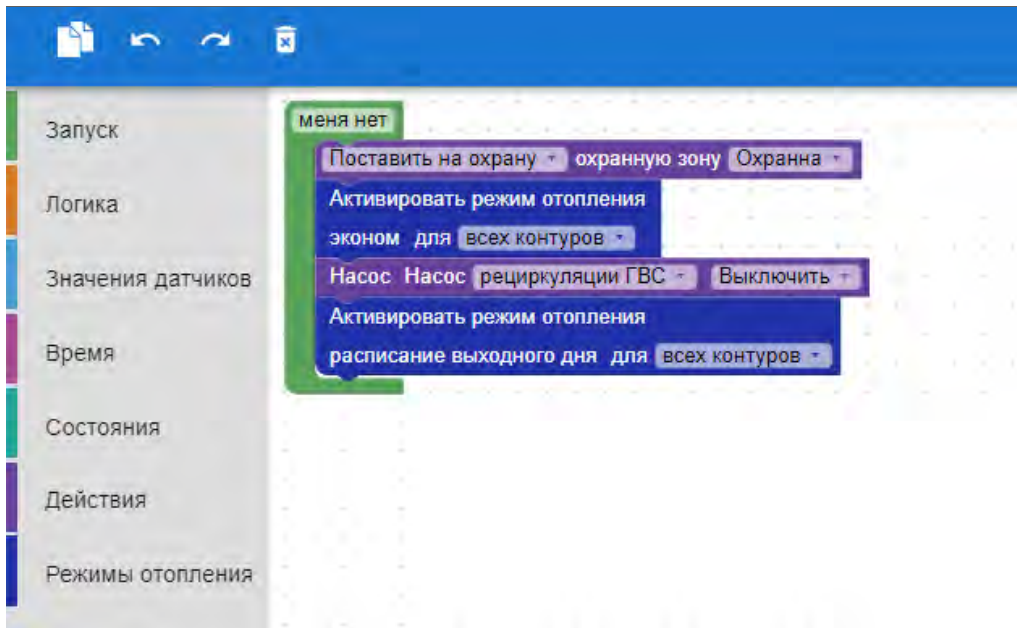 Запуск
Логика
Значения датчиков
Время
Состояния
Действия
Режимы отопления
меня нет
Поставить на охрану охранную зону Охранна
Активировать режим отопления
эконом для всех контуров
Насос Насос рециркуляции ГВС Выключить
Активировать режим отопления
расписание выходного дня для всех контуров